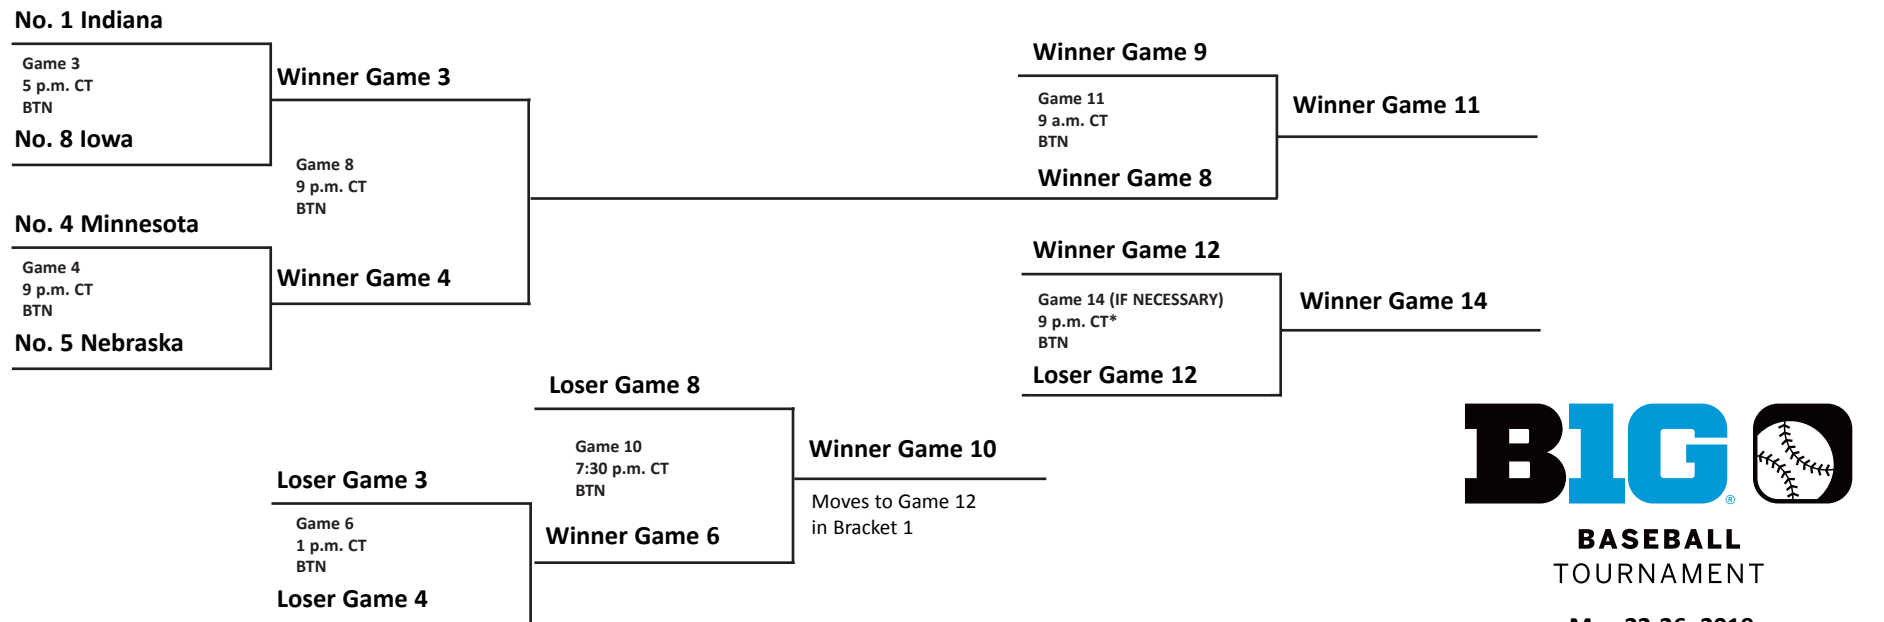 No. 1 Indiana
Game 3
5 p.m. CT
BTN
No. 8 Iowa
Winner Game 3
Game 8
9 p.m. CT
BTN
No. 4 Minnesota
Game 4
9 p.m. CT
BTN
No. 5 Nebraska
Winner Game 4
Winner Game 9
Game 11
9 a.m. CT
BTN
Winner Game 8
Winner Game 11
Winner Game 12
Game 14 (IF NECESSARY)
9 p.m. CT*
BTN
Loser Game 12
Winner Game 14
Loser Game 8
Game 10
7:30 p.m. CT
BTN
Winner Game 6
Winner Game 10
Moves to Game 12
in Bracket 1
Loser Game 3
Game 6
1 p.m. CT
BTN
Loser Game 4
B1G®
BASEBALL
TOURNAMENT